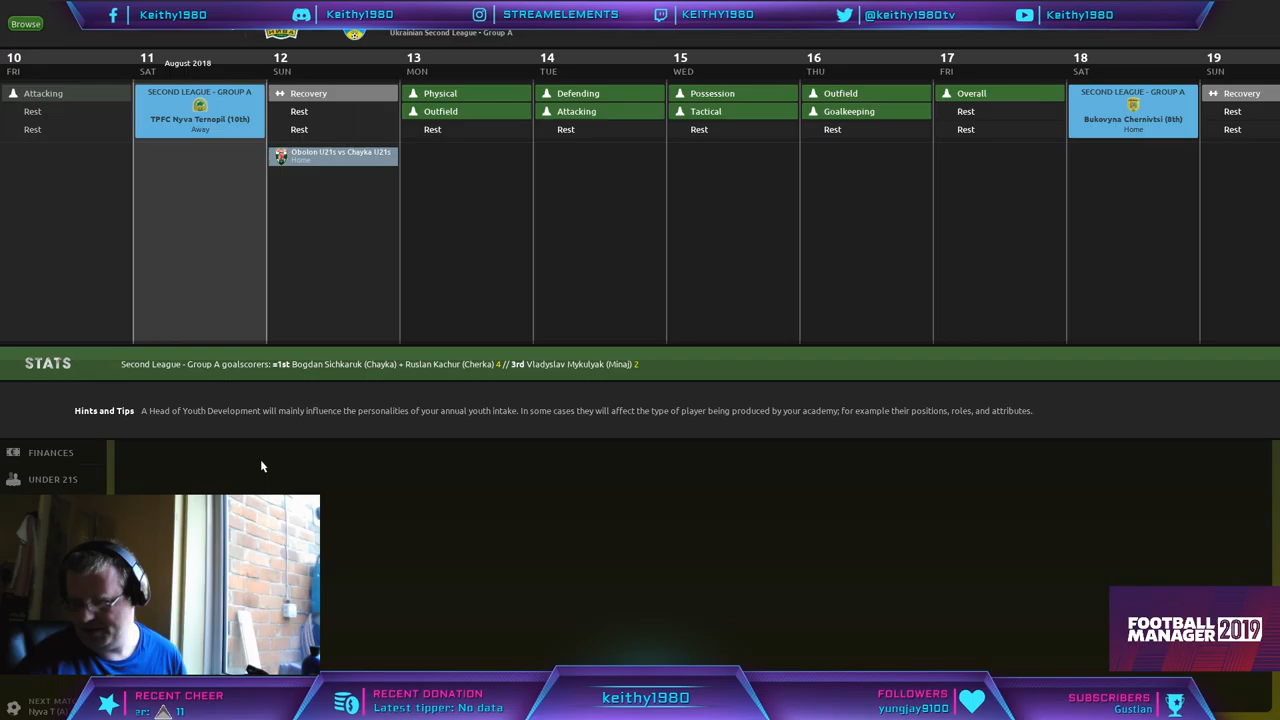 Browse
Keithy1980
Keithy1980
STREAMELEMENTS
KEITHY1980
@keithy1980tv
Keithy1980
Ukrainian Second League - Group A
10
FRI
11
SAT
August 2018
12
SUN
13
MON
14
TUE
15
WED
16
THU
17
FRI
18
SAT
19
SUN
Attacking
Rest
Rest
SECOND LEAGUE - GROUP A
TPFC Nyva Ternopil (10th)
Away
Recovery
Rest
Rest
Obolon U21s vs Chayka U21s
Home
Physical
Outfield
Rest
Defending
Attacking
Rest
Possession
Tactical
Rest
Outfield
Goalkeeping
Rest
Overall
Rest
Rest
SECOND LEAGUE - GROUP A
Bukovyna Chernivtsi (8th)
Home
Recovery
Rest
Rest
STATS
Second League - Group A goalscorers: =1st Bogdan Sichkaruk (Chayka) + Ruslan Kachur (Cherka) 4 // 3rd Vladyslav Mykulyak (Minaj) 2
Hints and Tips A Head of Youth Development will mainly influence the personalities of your annual youth intake. In some cases they will affect the type of player being produced by your academy; for example their positions, roles, and attributes.
FINANCES
UNDER 21S
FOOTBALL
MANAGER 2019
NEXT MA
Nyva T (A)
RECENT CHEER
er: 11
RECENT DONATION
Latest tipper: No data
keithy1980
FOLLOWERS
yungjay9100
SUBSCRIBERS
Gustian